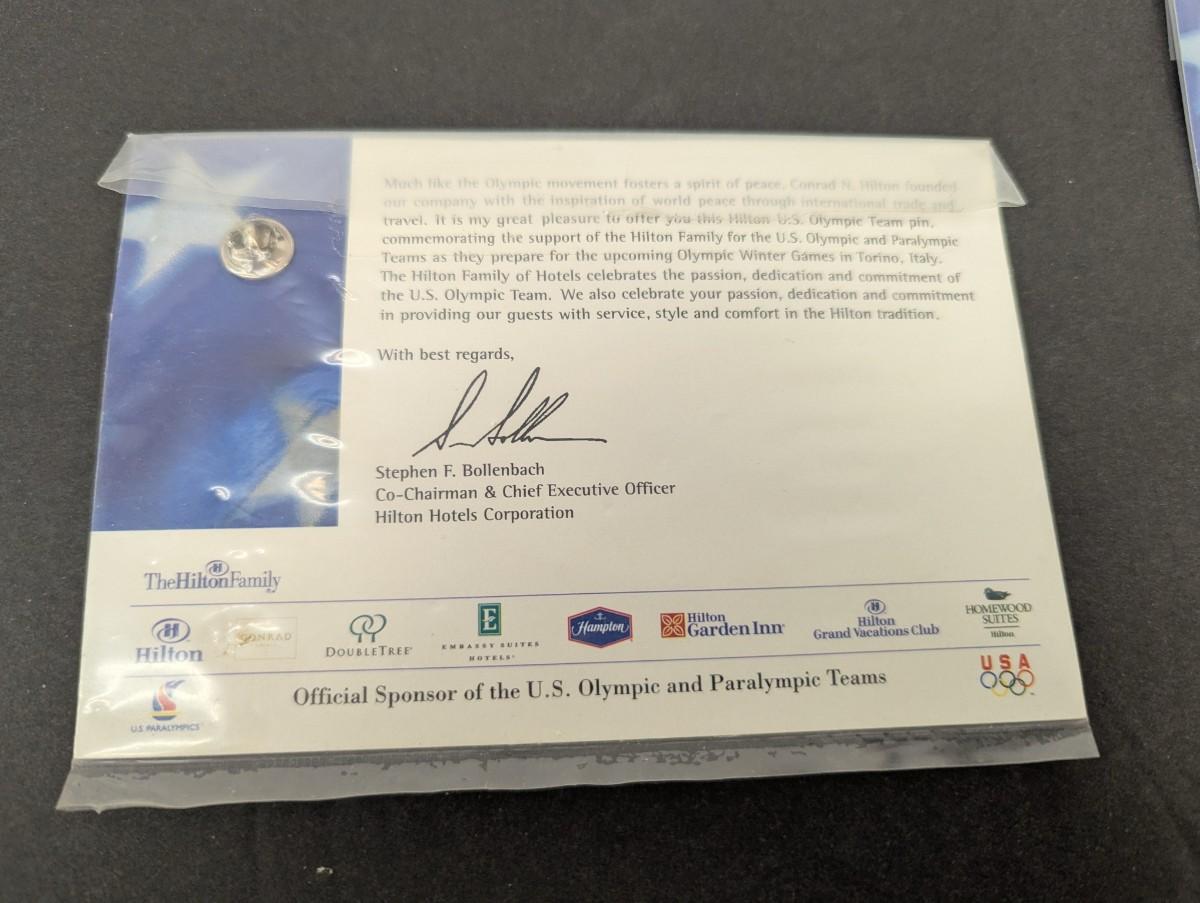 Much like the Olympic movement fosters a spirit of peace, Conrad N. Hilton founded
our company with the inspiration of world peace through international trade and
travel. It is my great pleasure to offer you this Hilton U.S. Olympic Team pin,
commemorating the support of the Hilton Family for the U.S. Olympic and Paralympic
Teams as they prepare for the upcoming Olympic Winter Games in Torino, Italy.
The Hilton Family of Hotels celebrates the passion, dedication and commitment of
the U.S. Olympic Team. We also celebrate your passion, dedication and commitment
in providing our guests with service, style and comfort in the Hilton tradition.
With best regards,
Stephen F. Bollenbach
Co-Chairman & Chief Executive Officer
Hilton Hotels Corporation
TheHiltonFamily
Hilton
CONRAD
DOUBLETREE
E
EMBASSY SUITES
HOTELS
Hampton
Hilton
Garden Inn
Hilton
Grand Vacations Club
HOMEWOOD
SUITES
Hilton
U.S. PARALYMPICS
Official Sponsor of the U.S. Olympic and Paralympic Teams
USA